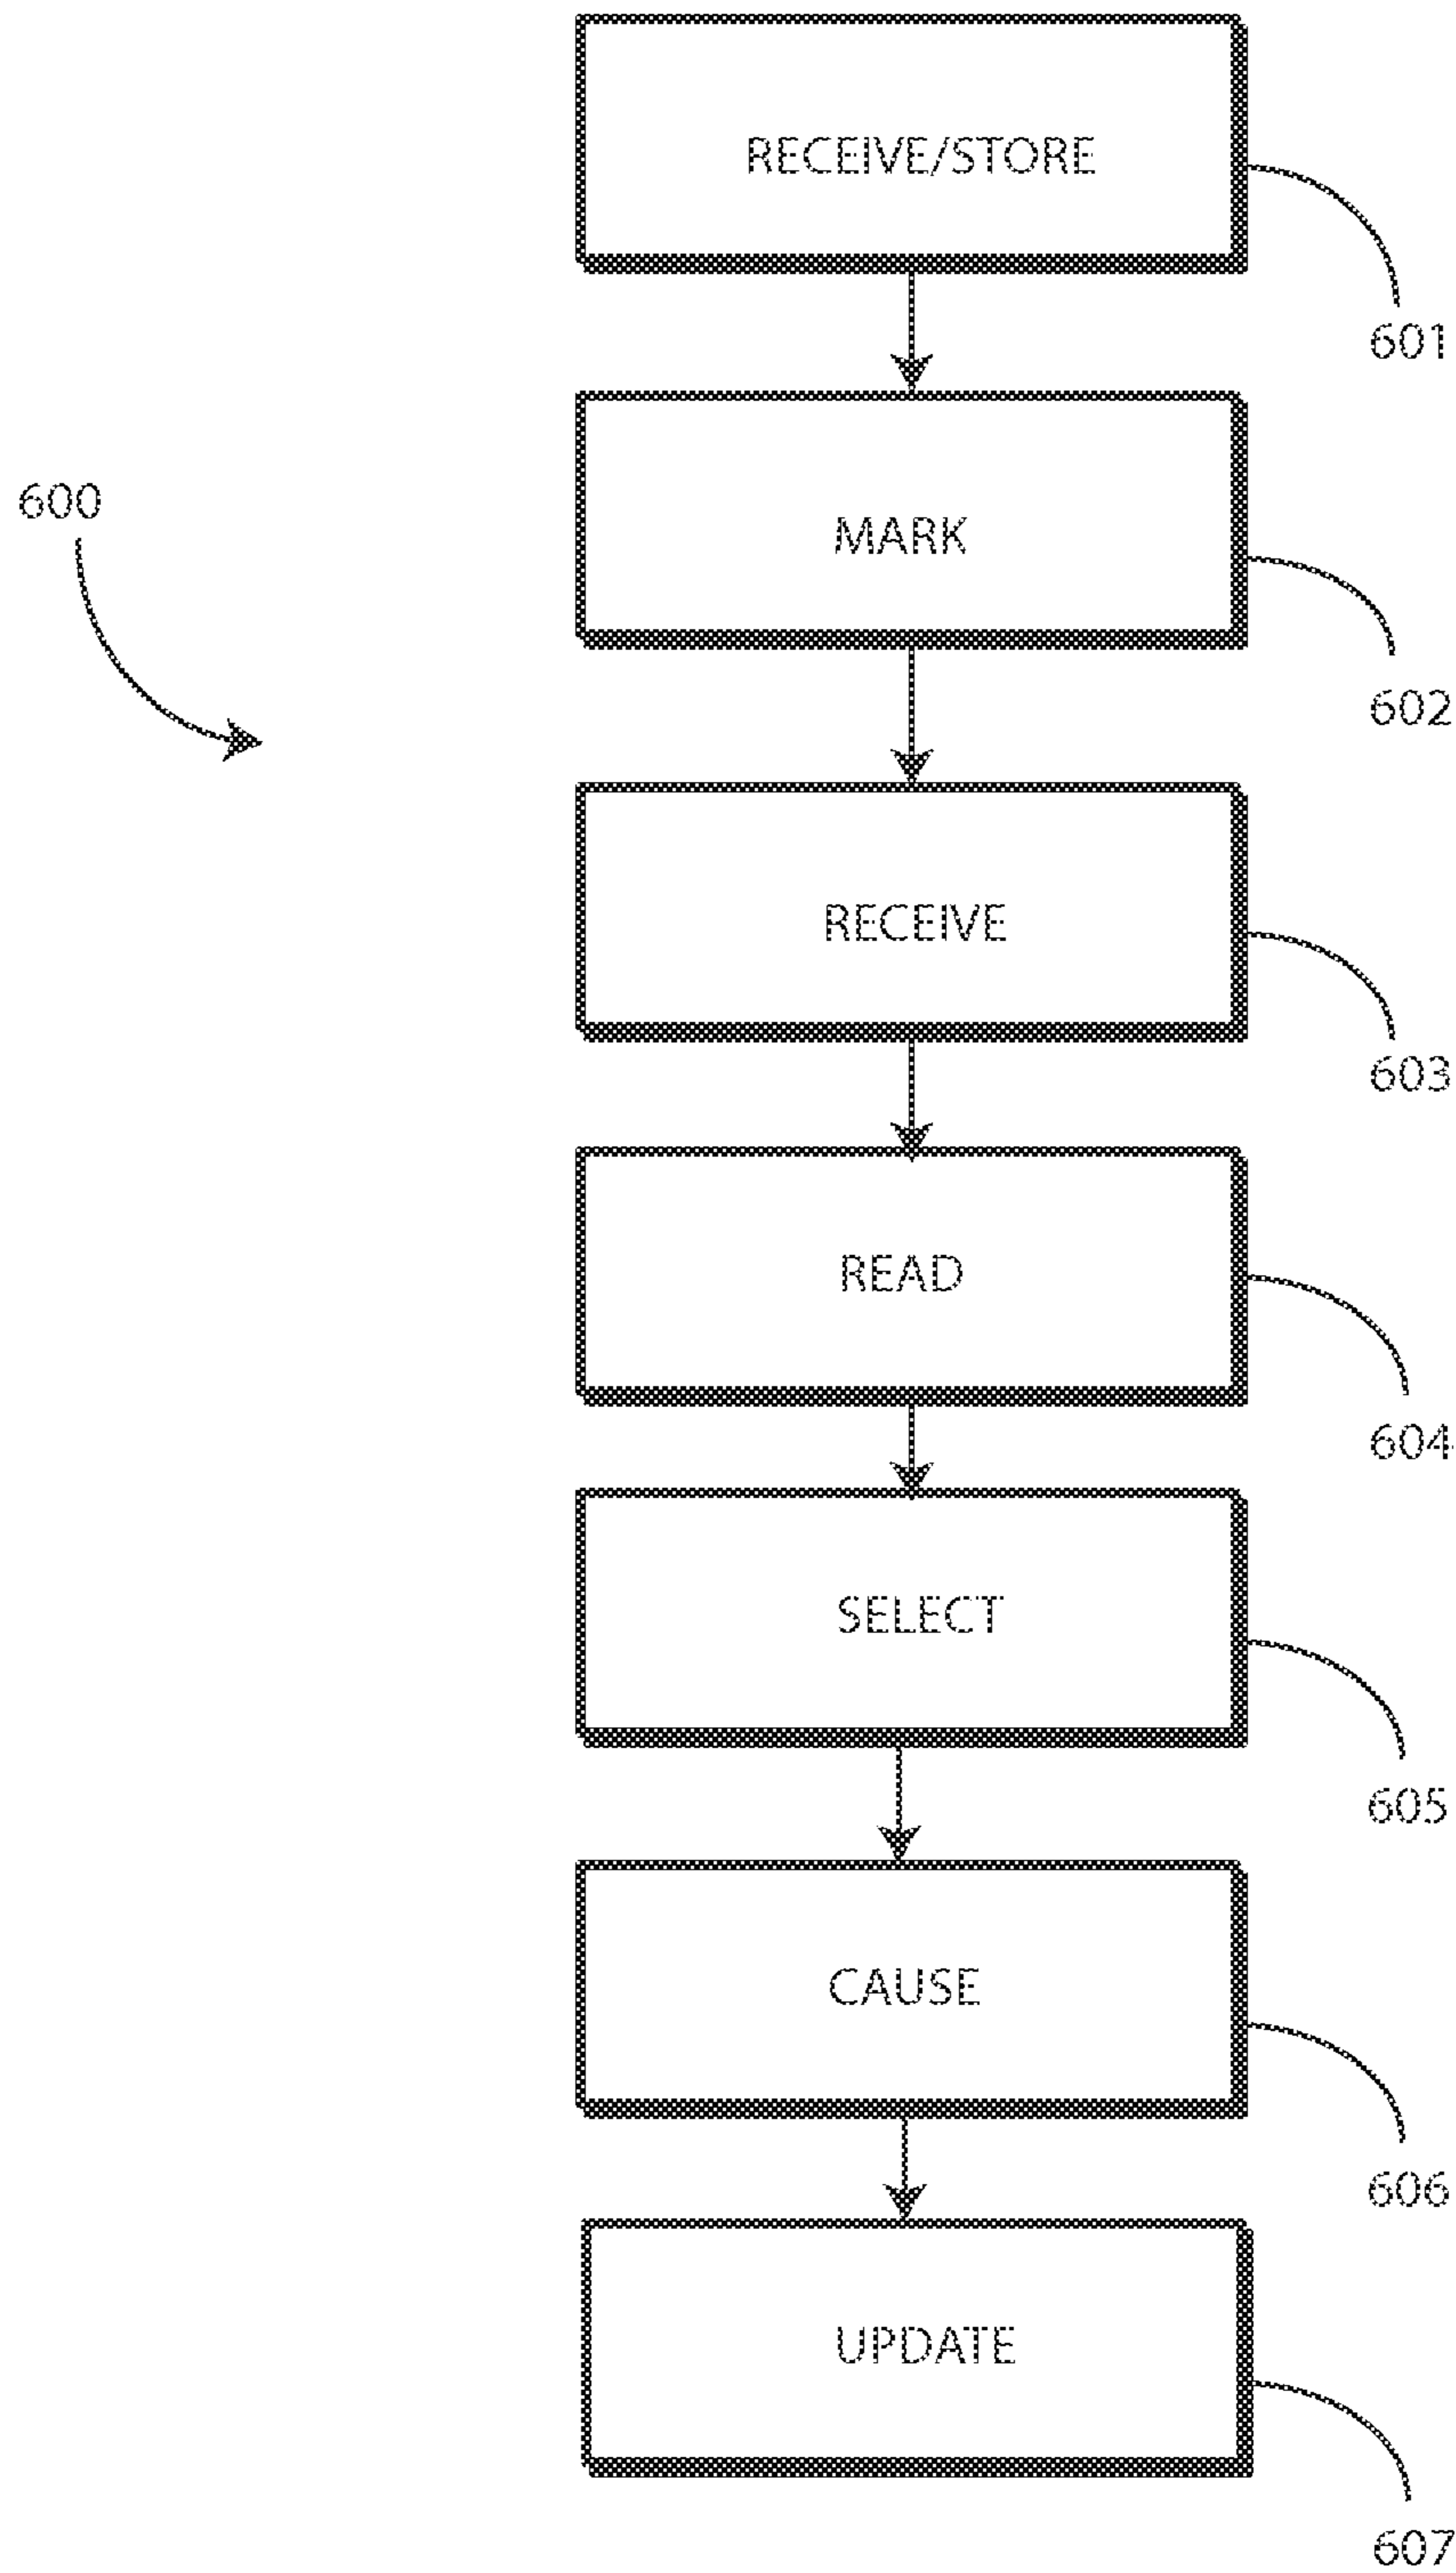 RECEIVE/STORE
601
MARK
600
602
RECEIVE
603
READ
604
SELECT
605
CAUSE
606
UPDATE
607